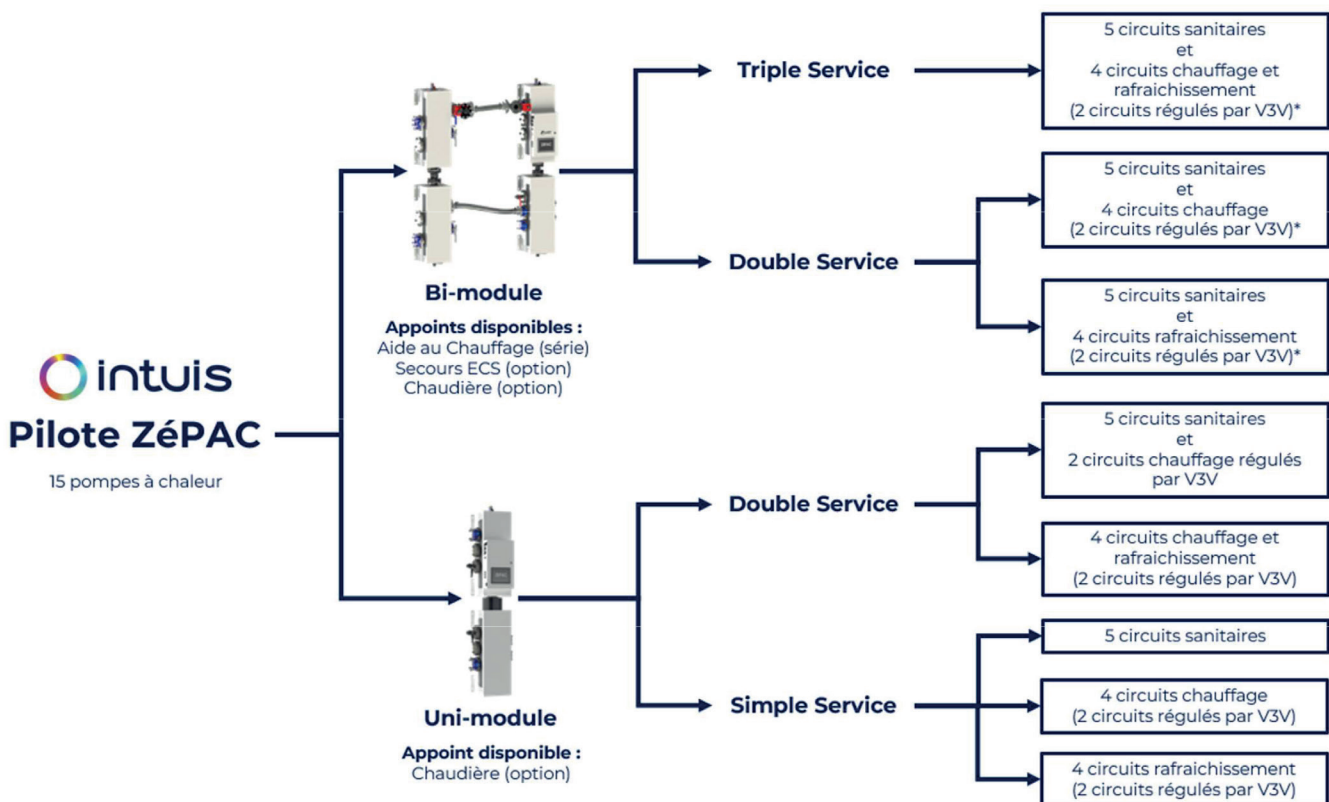 intuis
Pilote ZéPAC
15 pompes à chaleur
Bi-module
Appoints disponibles :
Aide au Chauffage (série)
Secours ECS (option)
Chaudière (option)
Triple Service
5 circuits sanitaires
et
4 circuits chauffage et
rafraichissement
(2 circuits régulés par V3V)*
Double Service
5 circuits sanitaires
et
4 circuits chauffage
(2 circuits régulés par V3V)*
5 circuits sanitaires
et
4 circuits rafraichissement
(2 circuits régulés par V3V)*
Uni-module
Appoint disponible :
Chaudière (option)
Double Service
5 circuits sanitaires
et
2 circuits chauffage régulés
par V3V
4 circuits chauffage et
rafraichissement
(2 circuits régulés par V3V)
Simple Service
5 circuits sanitaires
4 circuits chauffage
(2 circuits régulés par V3V)
4 circuits rafraichissement
(2 circuits régulés par V3V)